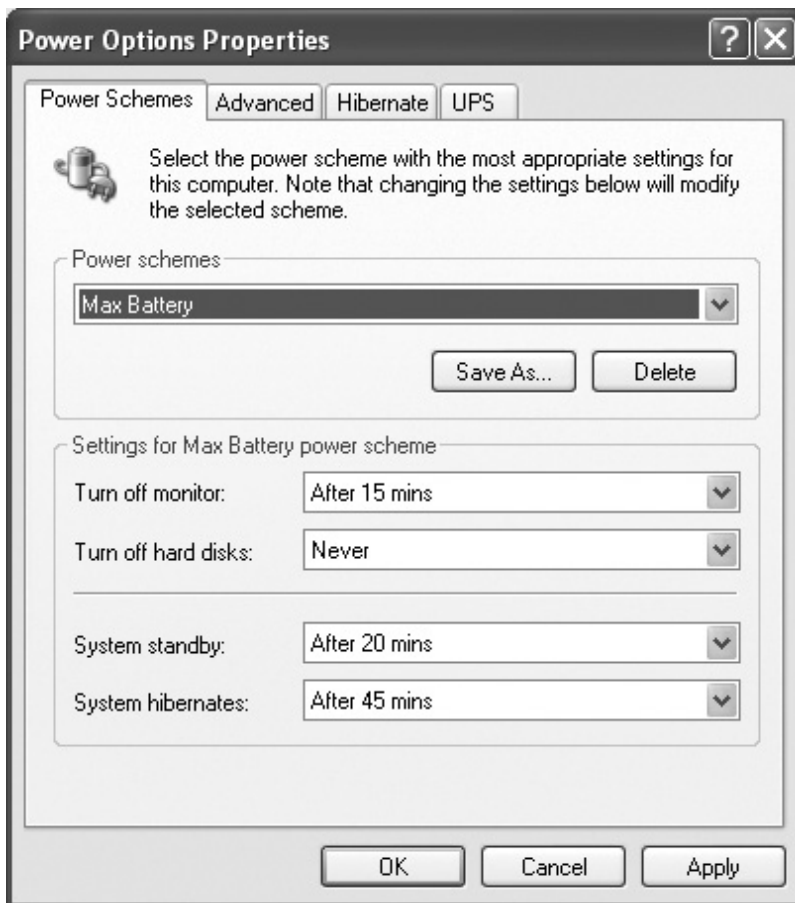 Power Options Properties
Power Schemes Advanced Hibernate UPS
Select the power scheme with the most appropriate settings for
this computer. Note that changing the settings below will modify
the selected scheme.
Power schemes
Max Battery
Save As... Delete
Settings for Max Battery power scheme
Turn off monitor: After 15 mins
Turn off hard disks: Never
System standby: After 20 mins
System hibernates: After 45 mins
OK Cancel Apply